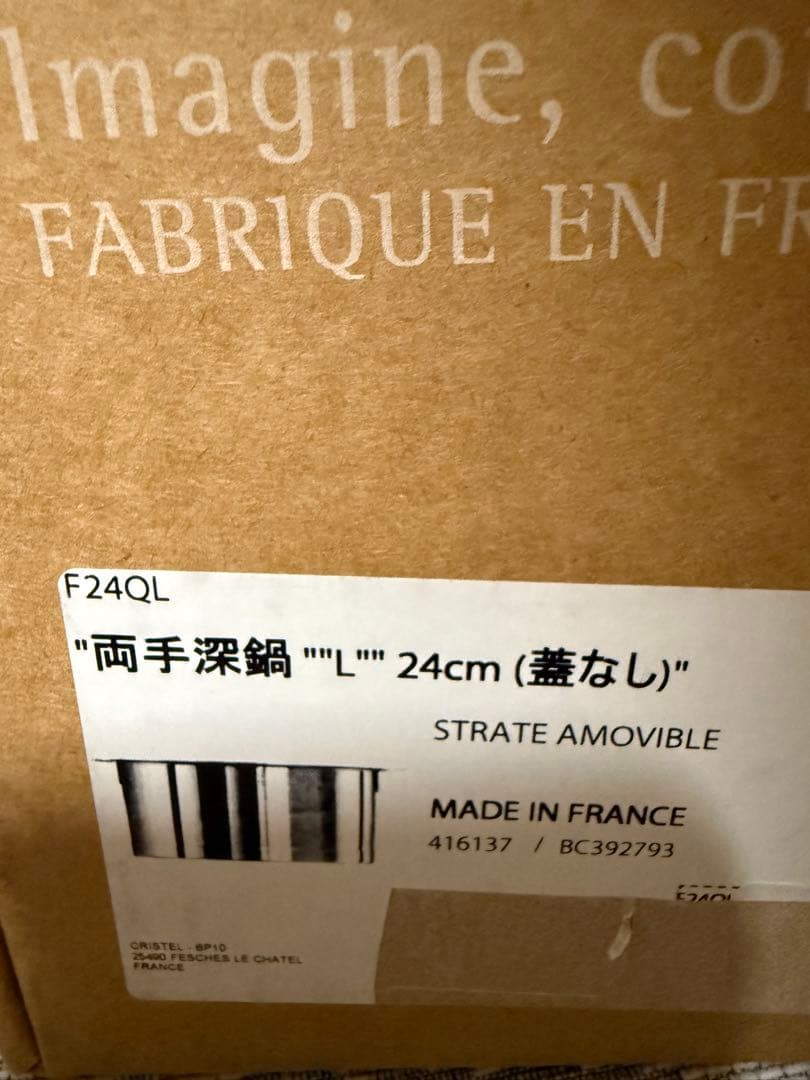 Imagine, co
FABRIQUE EN FR
F24QL
"両手深鍋 ""L"" 24cm (蓋なし)"
STRATE AMOVIBLE
MADE IN FRANCE
416137 / BC392793
F24QL
CRISTEL - BP10
25490 FESCHES LE CHATEL
FRANCE